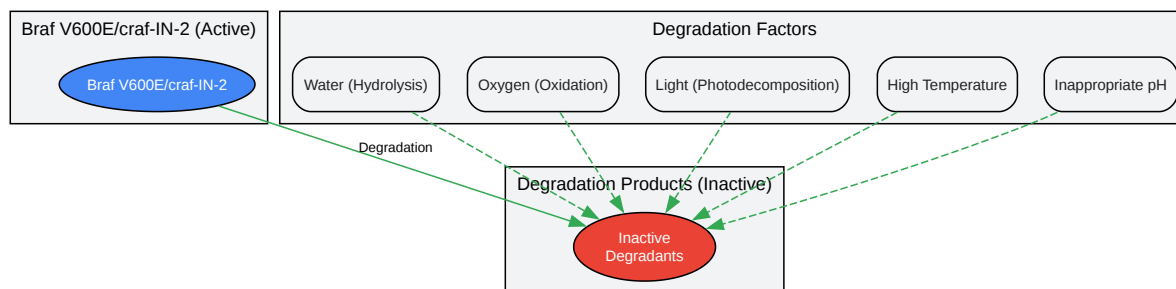 Braf V600E/craf-IN-2 (Active)
Degradation Factors
Braf V600E/craf-IN-2
Water (Hydrolysis)
Oxygen (Oxidation)
Light (Photodecomposition)
High Temperature
Inappropriate pH
Degradation
Degradation Products (Inactive)
Inactive
Degradants